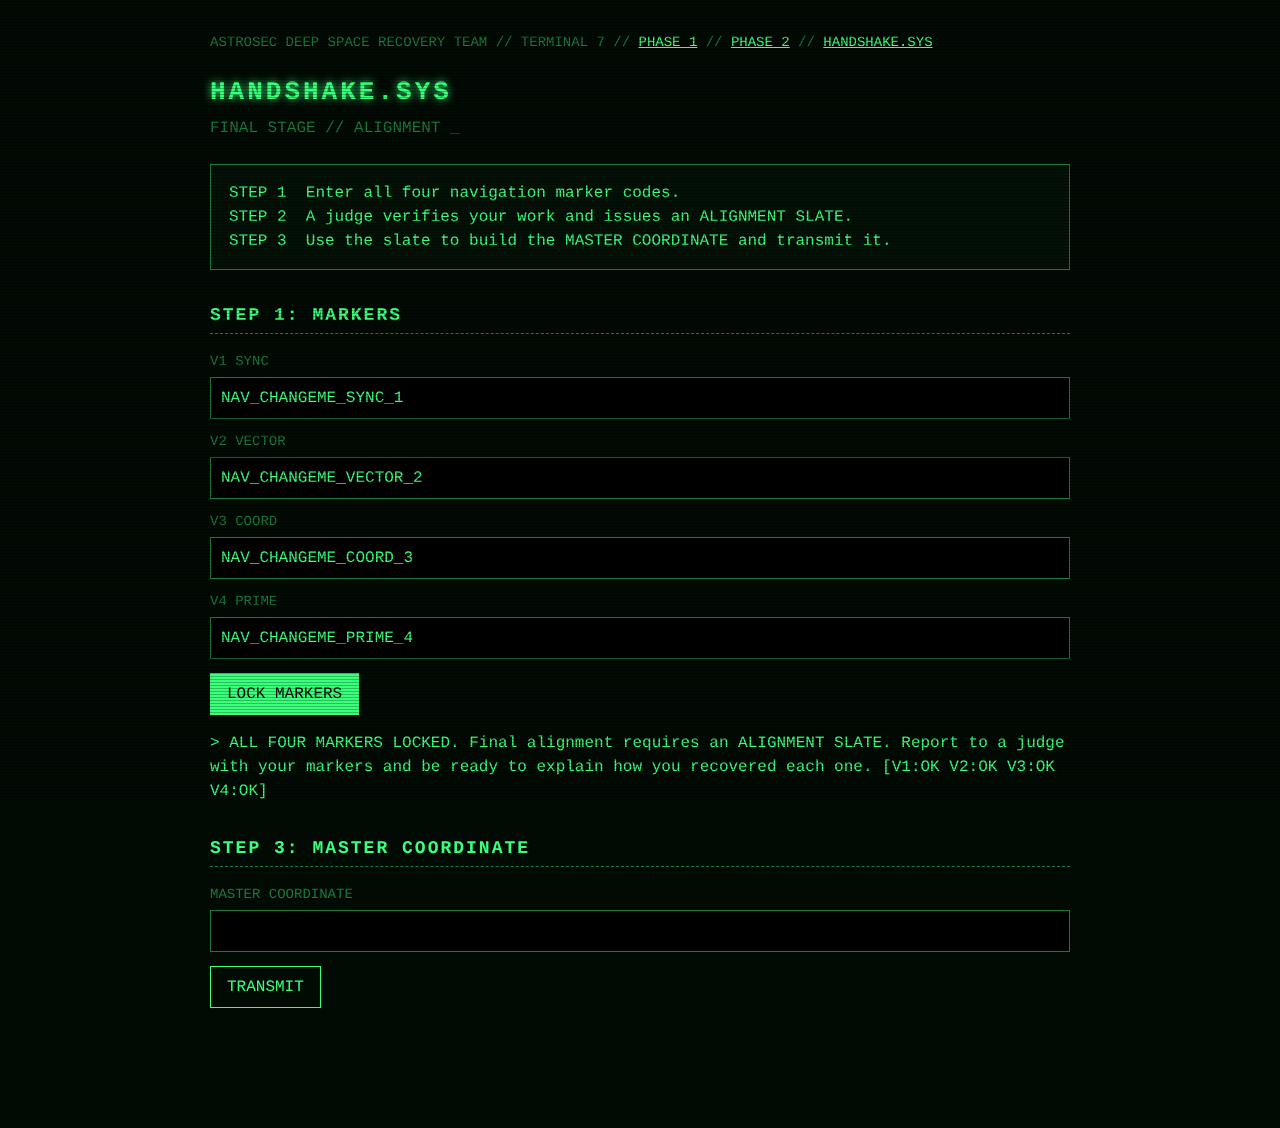 ASTROSEC DEEP SPACE RECOVERY TEAM // TERMINAL 7 // PHASE 1 // PHASE 2 // HANDSHAKE.SYS
HANDSHAKE.SYS
FINAL STAGE // ALIGNMENT _
STEP 1  Enter all four navigation marker codes.
STEP 2  A judge verifies your work and issues an ALIGNMENT SLATE.
STEP 3  Use the slate to build the MASTER COORDINATE and transmit it.
STEP 1: MARKERS
V1 SYNC
NAV_CHANGEME_SYNC_1
V2 VECTOR
NAV_CHANGEME_VECTOR_2
V3 COORD
NAV_CHANGEME_COORD_3
V4 PRIME
NAV_CHANGEME_PRIME_4
LOCK MARKERS
> ALL FOUR MARKERS LOCKED. Final alignment requires an ALIGNMENT SLATE. Report to a judge
with your markers and be ready to explain how you recovered each one. [V1:OK V2:OK V3:OK
V4:OK]
STEP 3: MASTER COORDINATE
MASTER COORDINATE
TRANSMIT